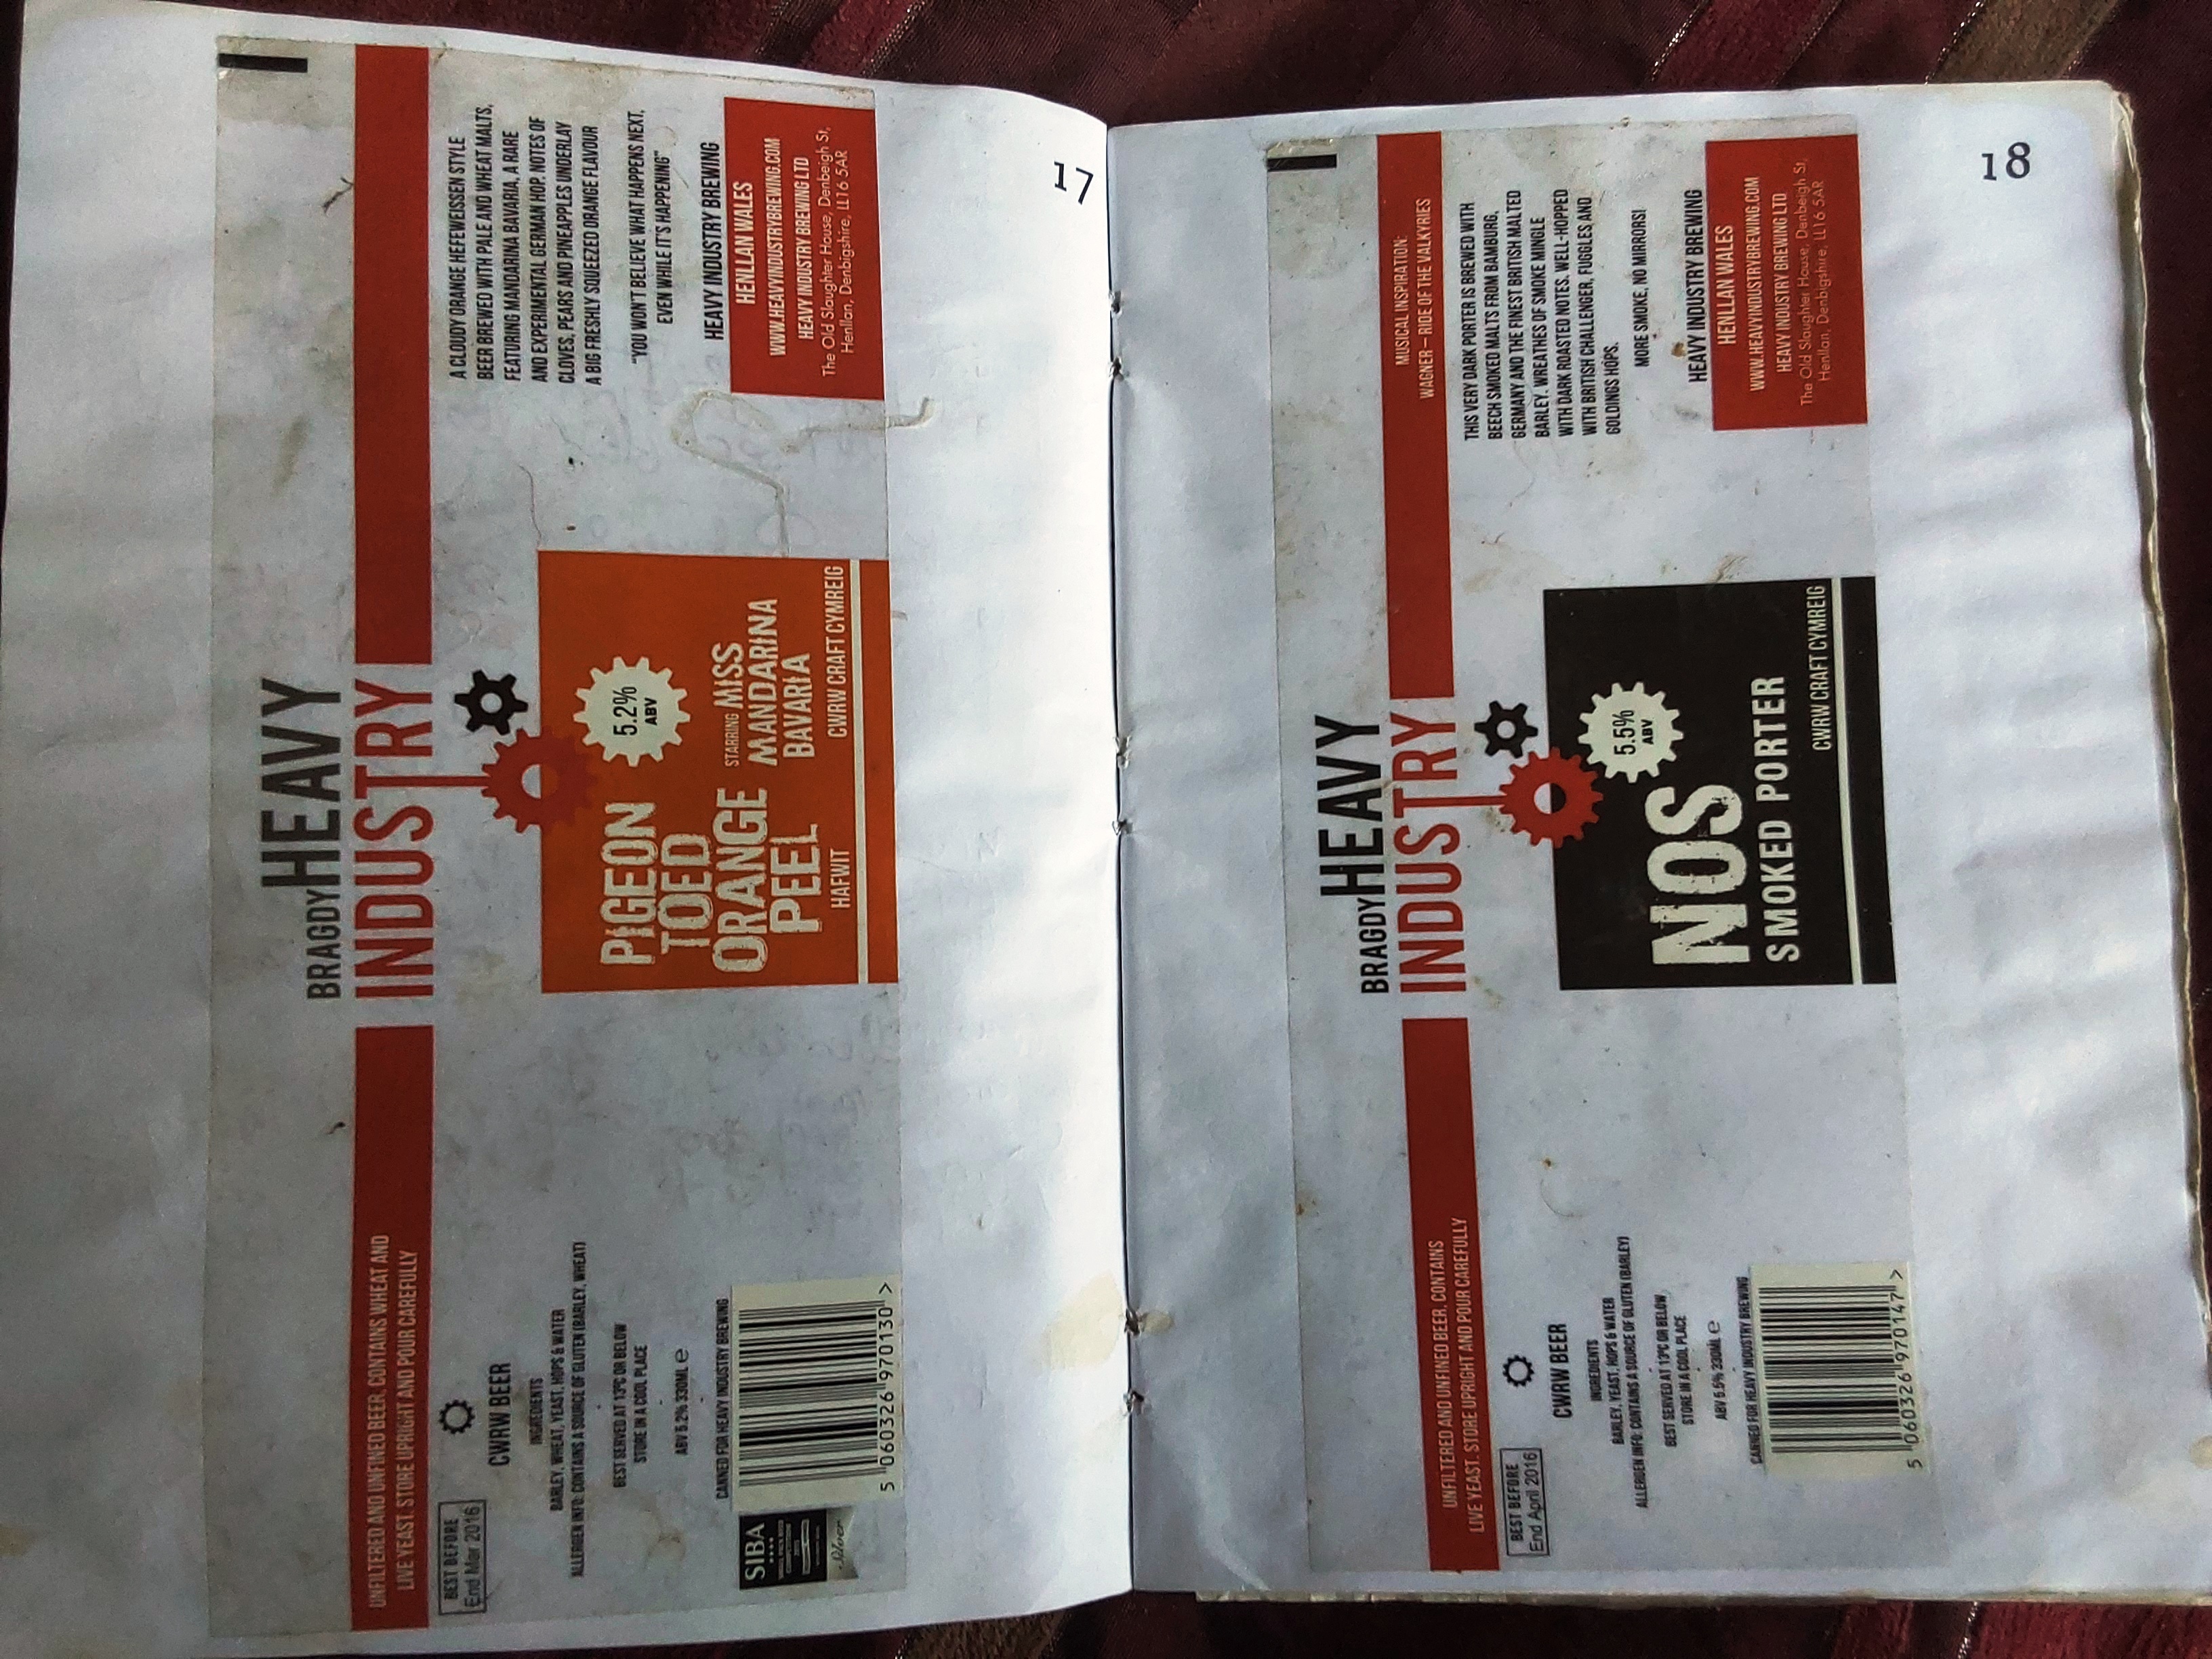 BRAGDY HEAVY
INDUSTRY
UNFILTERED AND UNFINED BEER, CONTAINS WHEAT AND
LIVE YEAST. STORE UPRIGHT AND POUR CAREFULLY
BEST BEFORE
End Mar 2016
CWRW BEER
INGREDIENTS
BARLEY, WHEAT, YEAST, HOPS & WATER
ALLERGEN INFO: CONTAINS A SOURCE OF GLUTEN (BARLEY, WHEAT)
BEST SERVED AT 13°C OR BELOW
STORE IN A COOL PLACE
ABV 5.2% 330ML e
CANNED FOR HEAVY INDUSTRY BREWING
SIBA
Silver
5 060326 970130 >
5.2%
ABV
PIGEON
TOED
ORANGE
PEEL
STARRING MISS
MANDARINA
BAVARIA
HAFWIT
CWRW CRAFT CYMREIG
A CLOUDY ORANGE HEFEWEISSEN STYLE
BEER BREWED WITH PALE AND WHEAT MALTS,
FEATURING MANDARINA BAVARIA, A RARE
AND EXPERIMENTAL GERMAN HOP. NOTES OF
CLOVES, PEARS AND PINEAPPLES UNDERLAY
A BIG FRESHLY SQUEEZED ORANGE FLAVOUR
"YOU WON'T BELIEVE WHAT HAPPENS NEXT,
EVEN WHILE IT'S HAPPENING"
HEAVY INDUSTRY BREWING
HENLLAN WALES
WWW.HEAVYINDUSTRYBREWING.COM
HEAVY INDUSTRY BREWING LTD
The Old Slaughter House, Denbeigh St,
Henllan, Denbigshire, LL16 5AR
17
BRAGDY HEAVY
INDUSTRY
UNFILTERED AND UNFINED BEER, CONTAINS
LIVE YEAST. STORE UPRIGHT AND POUR CAREFULLY
MUSICAL INSPIRATION:
WAGNER – RIDE OF THE VALKYRIES
BEST BEFORE
End April 2016
CWRW BEER
INGREDIENTS
BARLEY, YEAST, HOPS & WATER
ALLERGEN INFO: CONTAINS A SOURCE OF GLUTEN (BARLEY)
BEST SERVED AT 13°C OR BELOW
STORE IN A COOL PLACE
ABV 5.5% 330ML e
CANNED FOR HEAVY INDUSTRY BREWING
5 060326 970147 >
5.5%
ABV
NOS
SMOKED PORTER
CWRW CRAFT CYMREIG
THIS VERY DARK PORTER IS BREWED WITH
BEECH SMOKED MALTS FROM BAMBURG,
GERMANY AND THE FINEST BRITISH MALTED
BARLEY. WREATHES OF SMOKE MINGLE
WITH DARK ROASTED NOTES. WELL-HOPPED
WITH BRITISH CHALLENGER, FUGGLES AND
GOLDINGS HOPS.
MORE SMOKE, NO MIRRORS!
HEAVY INDUSTRY BREWING
HENLLAN WALES
WWW.HEAVYINDUSTRYBREWING.COM
HEAVY INDUSTRY BREWING LTD
The Old Slaughter House, Denbeigh St,
Henllan, Denbigshire, LL16 5AR
18